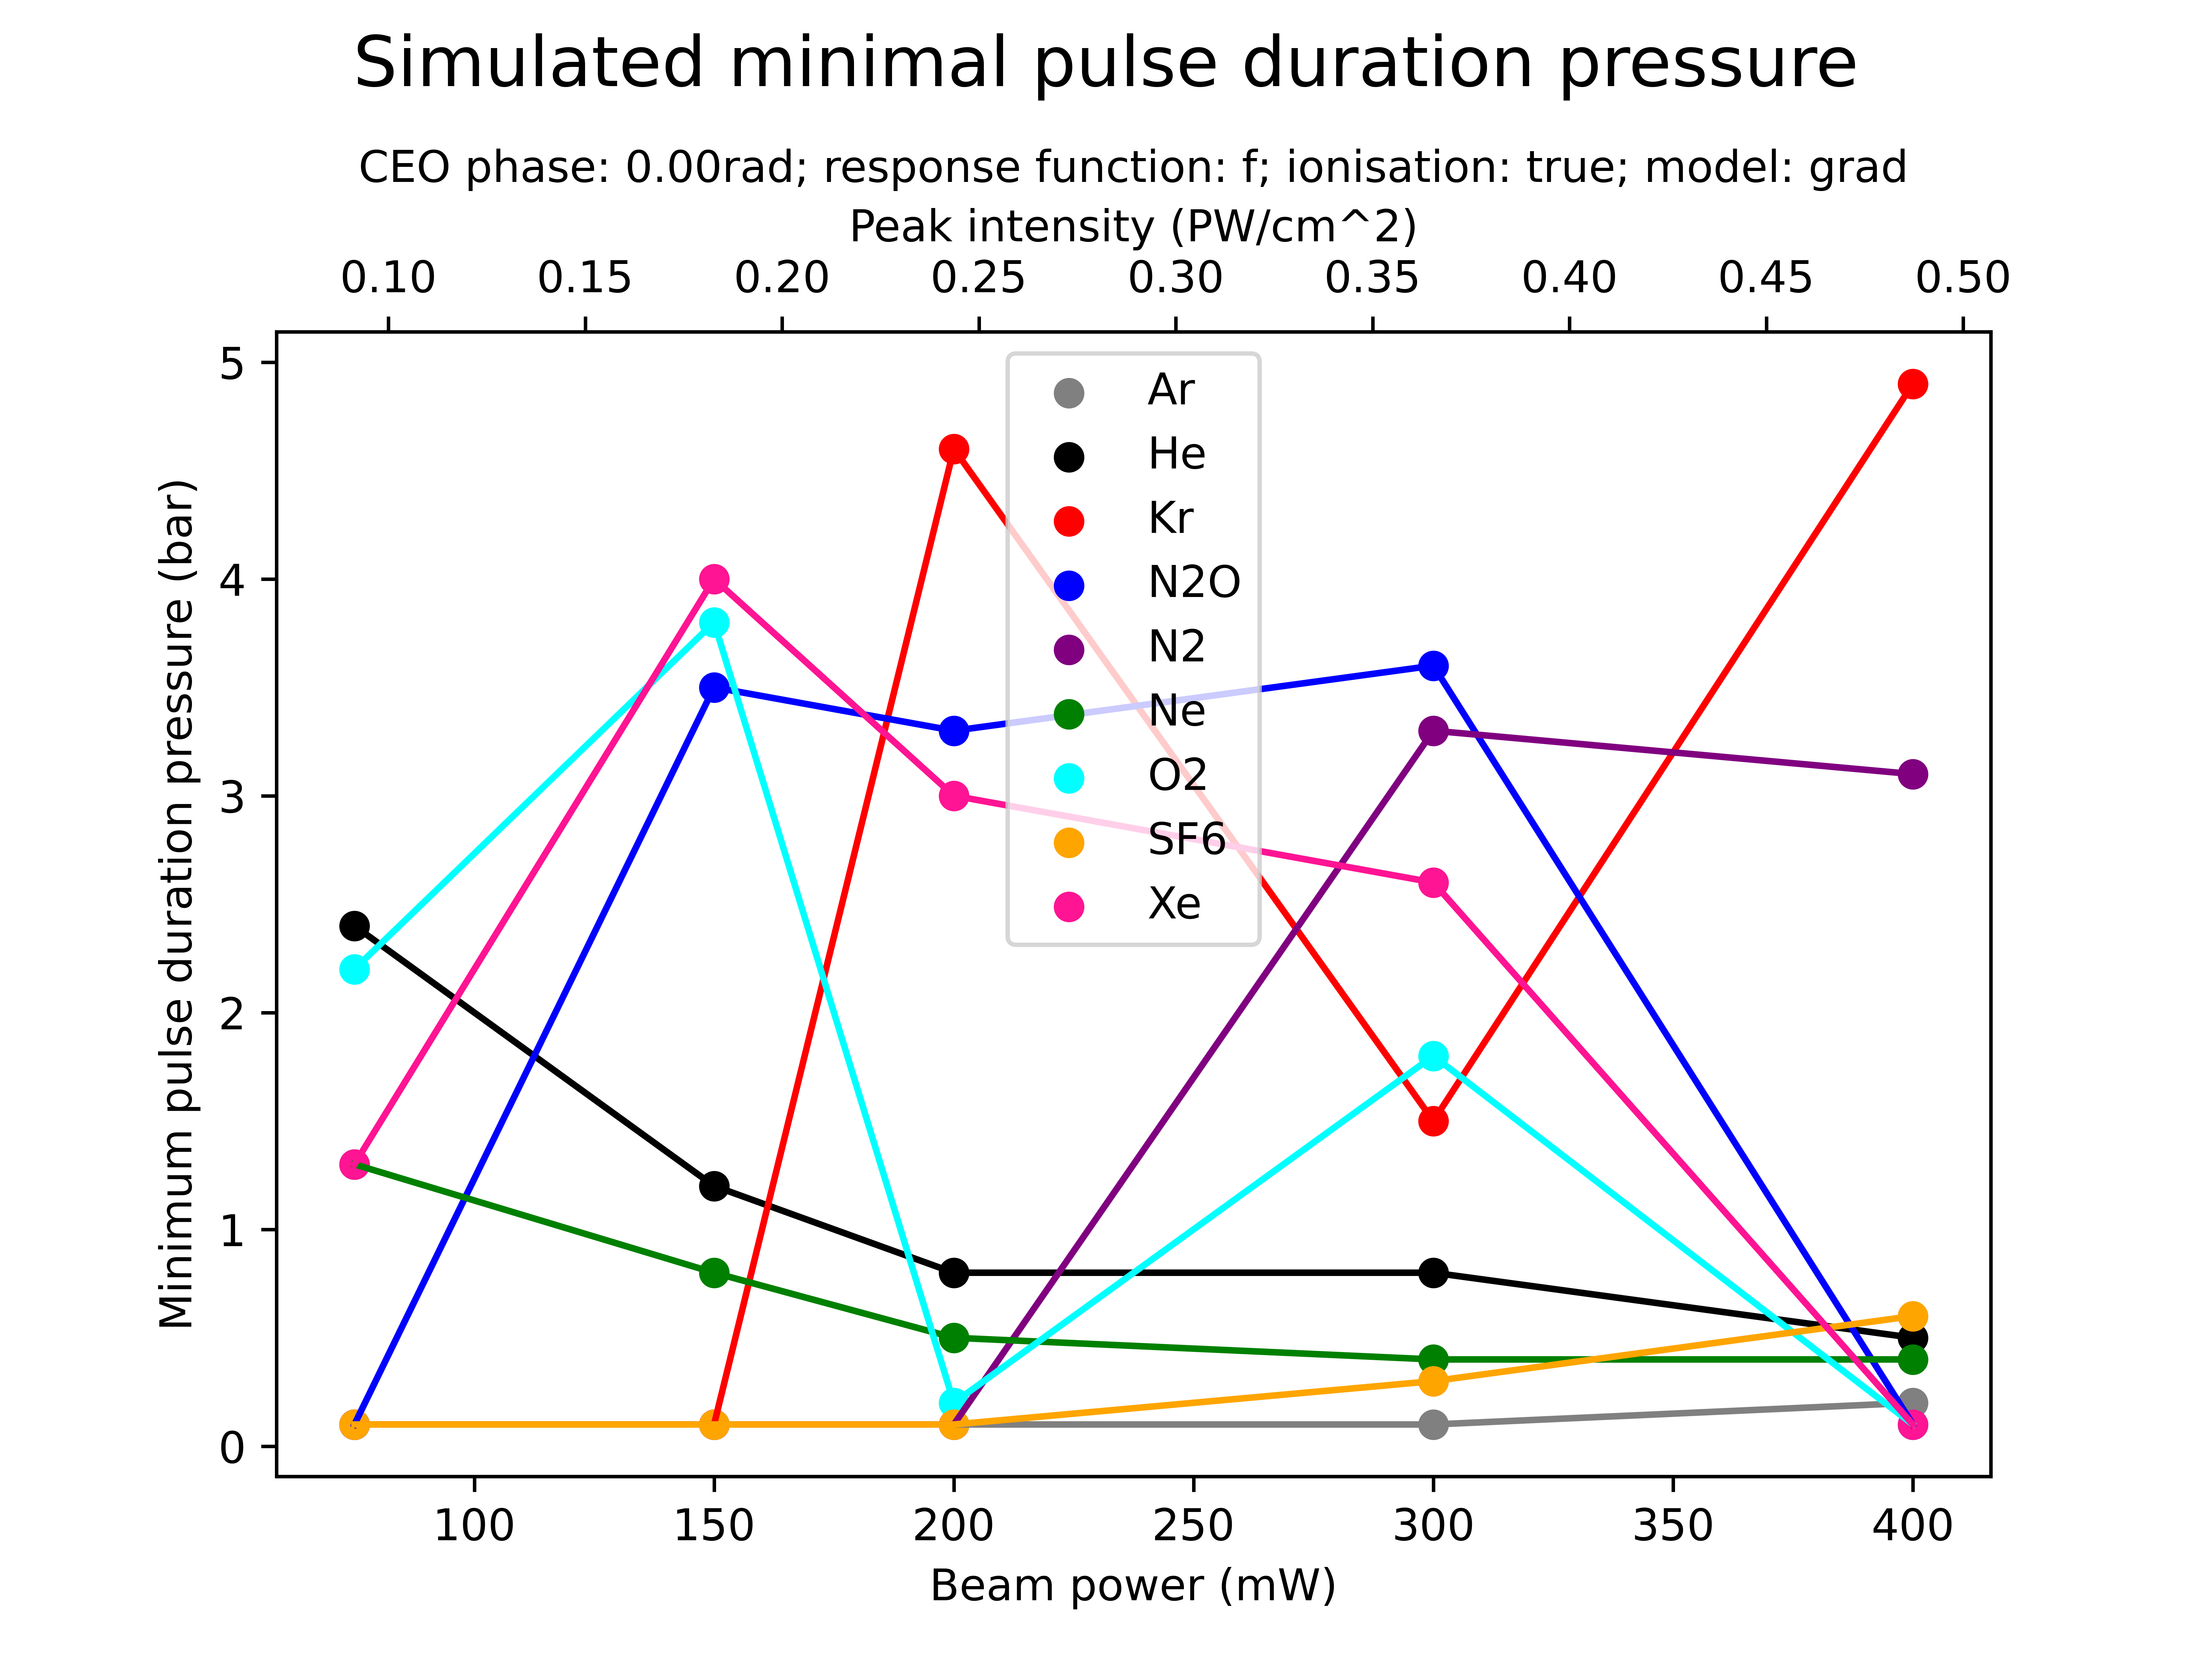 Simulated minimal pulse duration pressure
CEO phase: 0.00rad; response function: f; ionisation: true; model: grad
Peak intensity (PW/cm^2)
0.10 0.15 0.20 0.25 0.30 0.35 0.40 0.45 0.50
Minimum pulse duration pressure (bar)
5
4
3
2
1
0
Ar
He
Kr
N2O
N2
Ne
O2
SF6
Xe
100 150 200 250 300 350 400
Beam power (mW)